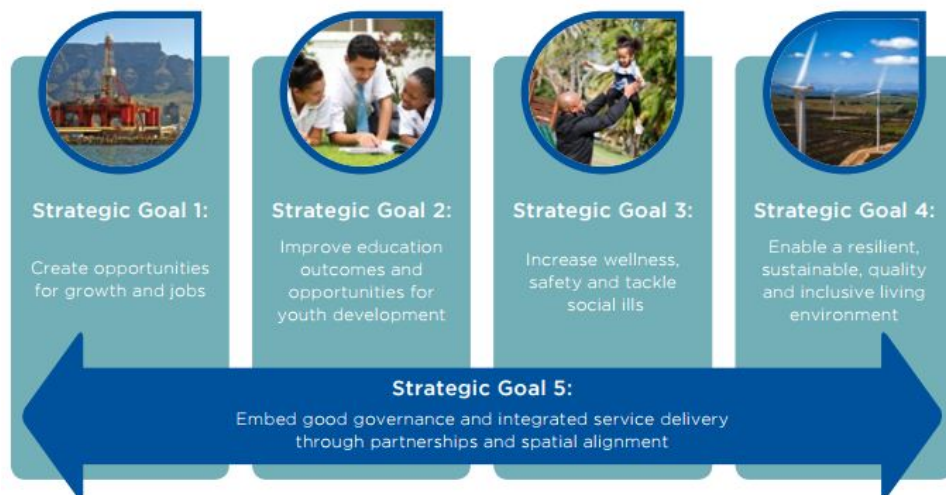 Strategic Goal 1:
Create opportunities
for growth and jobs
Strategic Goal 2:
Improve education
outcomes and
opportunities for
youth development
Strategic Goal 3:
Increase wellness,
safety and tackle
social ills
Strategic Goal 4:
Enable a resilient,
sustainable, quality
and inclusive living
environment
Strategic Goal 5:
Embed good governance and integrated service delivery
through partnerships and spatial alignment